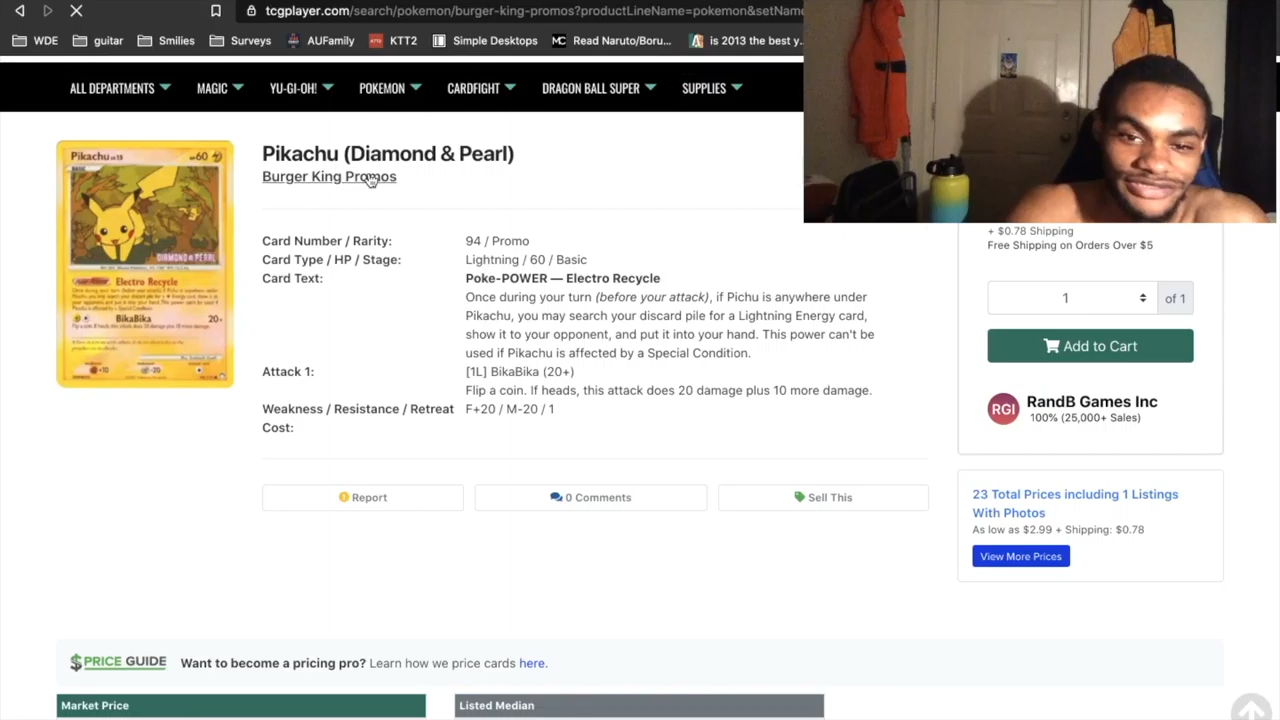 tcgplayer.com/search/pokemon/burger-king-promos?productLineName=pokemon&setNam
WDE guitar Smilies Surveys AUFamily KTT2 Simple Desktops Read Naruto/Boru... is 2013 the best y...
ALL DEPARTMENTS MAGIC YU-GI-OH! POKEMON CARDFIGHT DRAGON BALL SUPER SUPPLIES
Pikachu
60
DIAMOND & PEARL
Electro Recycle
BikaBika 20+
Pikachu (Diamond & Pearl)
Burger King Promos
Card Number / Rarity: 94 / Promo
Card Type / HP / Stage: Lightning / 60 / Basic
Card Text: Poke-POWER — Electro Recycle
Once during your turn (before your attack), if Pichu is anywhere under
Pikachu, you may search your discard pile for a Lightning Energy card,
show it to your opponent, and put it into your hand. This power can't be
used if Pikachu is affected by a Special Condition.
Attack 1: [1L] BikaBika (20+)
Flip a coin. If heads, this attack does 20 damage plus 10 more damage.
Weakness / Resistance / Retreat F+20 / M-20 / 1
Cost:
Report 0 Comments Sell This
+ $0.78 Shipping
Free Shipping on Orders Over $5
1 of 1
Add to Cart
RGI RandB Games Inc
100% (25,000+ Sales)
23 Total Prices including 1 Listings
With Photos
As low as $2.99 + Shipping: $0.78
View More Prices
$PRICE GUIDE Want to become a pricing pro? Learn how we price cards here.
Market Price Listed Median